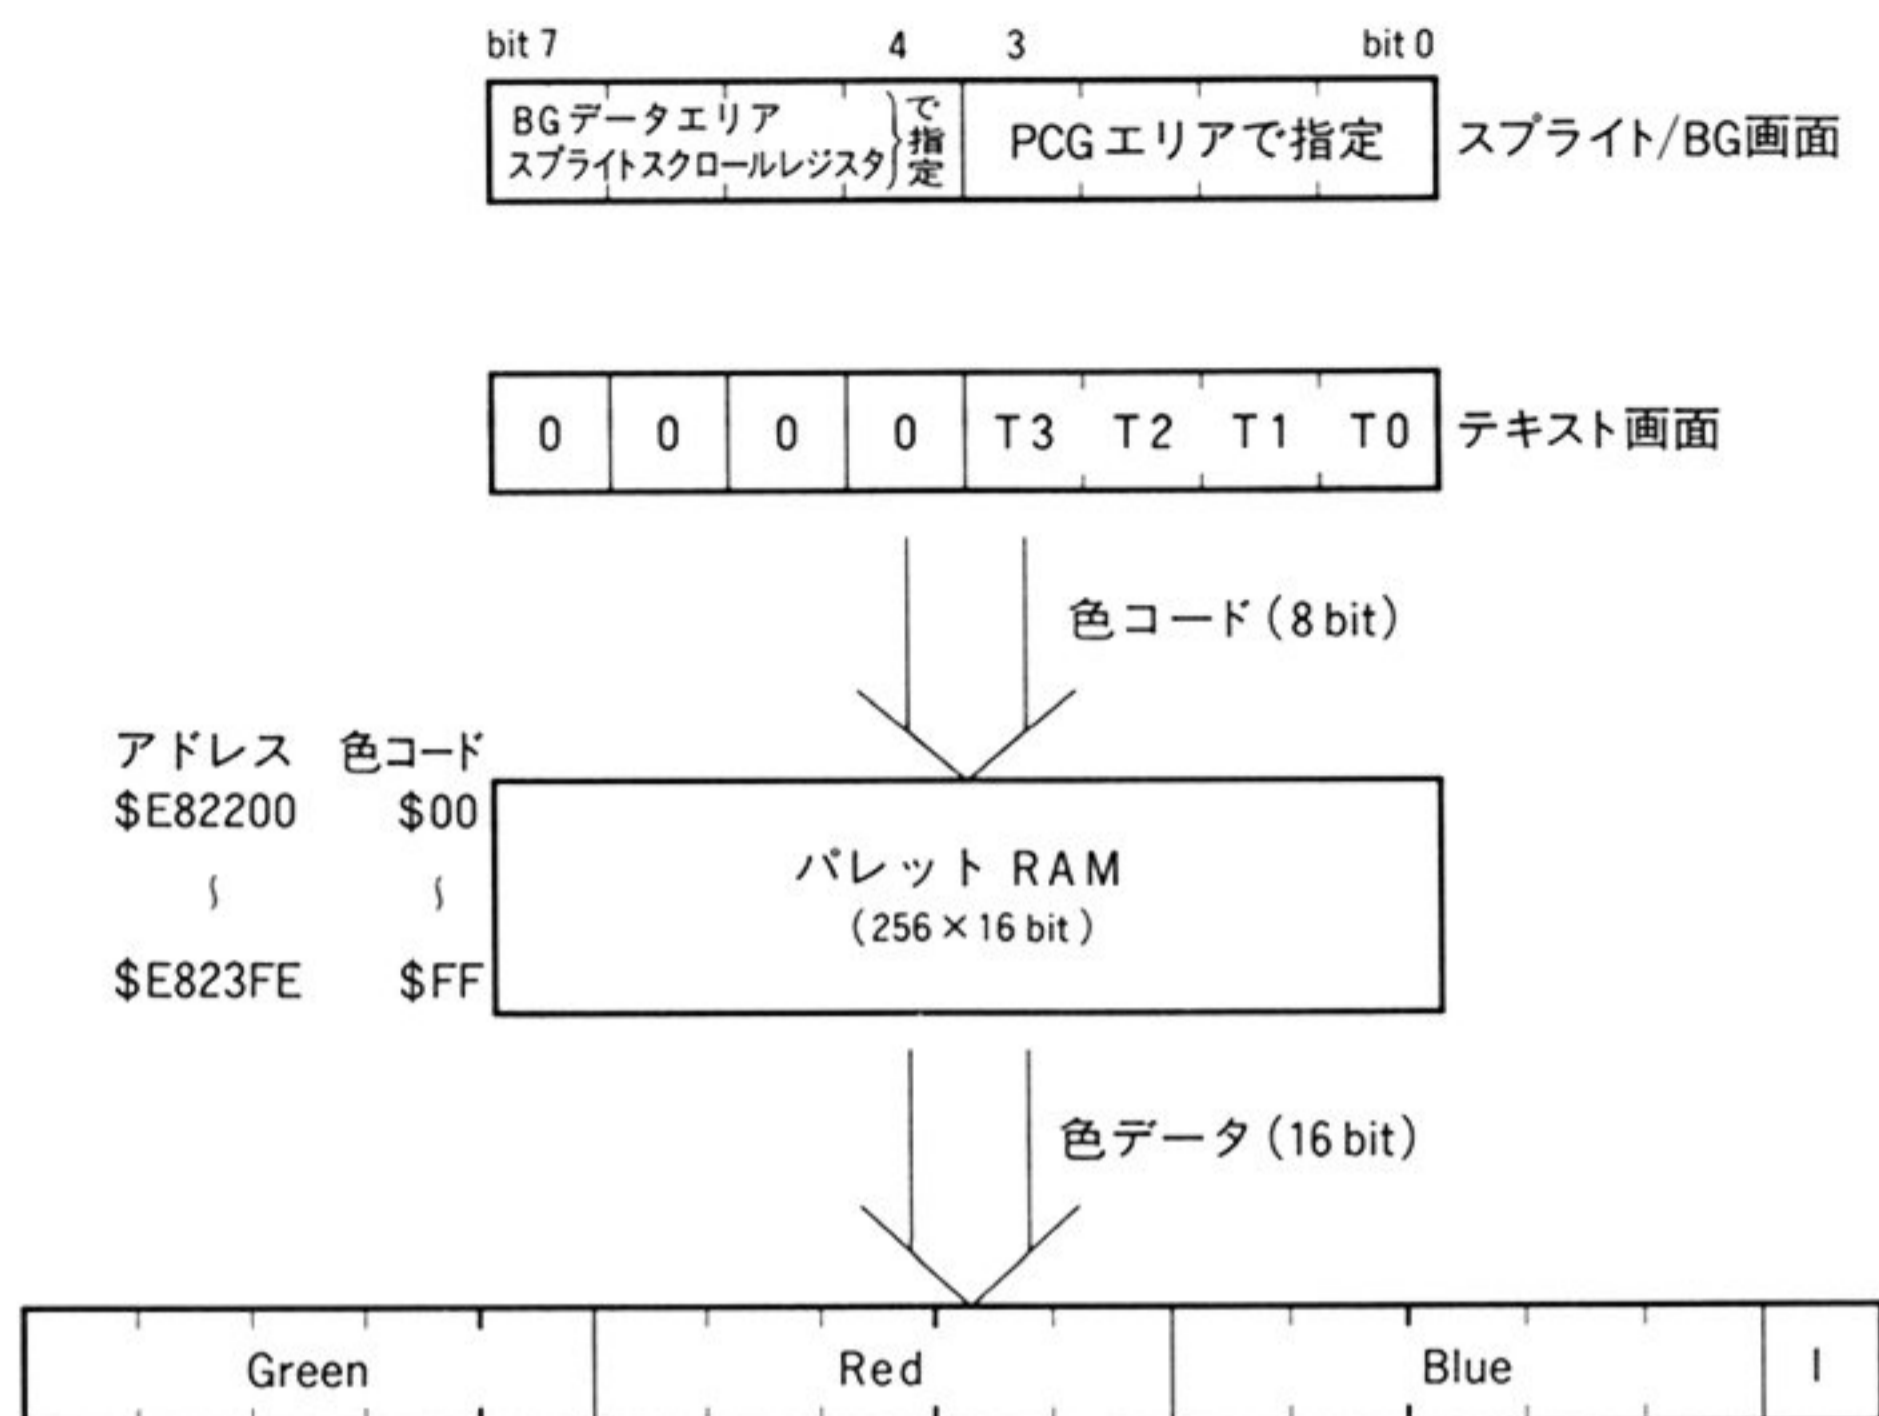 bit 7 4 3 bit 0
BGデータエリア
スプライトスクロールレジスタ
で指定
PCGエリアで指定
スプライト/BG画面
0 0 0 0 T3 T2 T1 T0 テキスト画面
色コード(8 bit)
アドレス 色コード
$E82200 $00
パレット RAM
〜 〜
(256×16 bit)
$E823FE $FF
色データ(16 bit)
Green Red Blue I